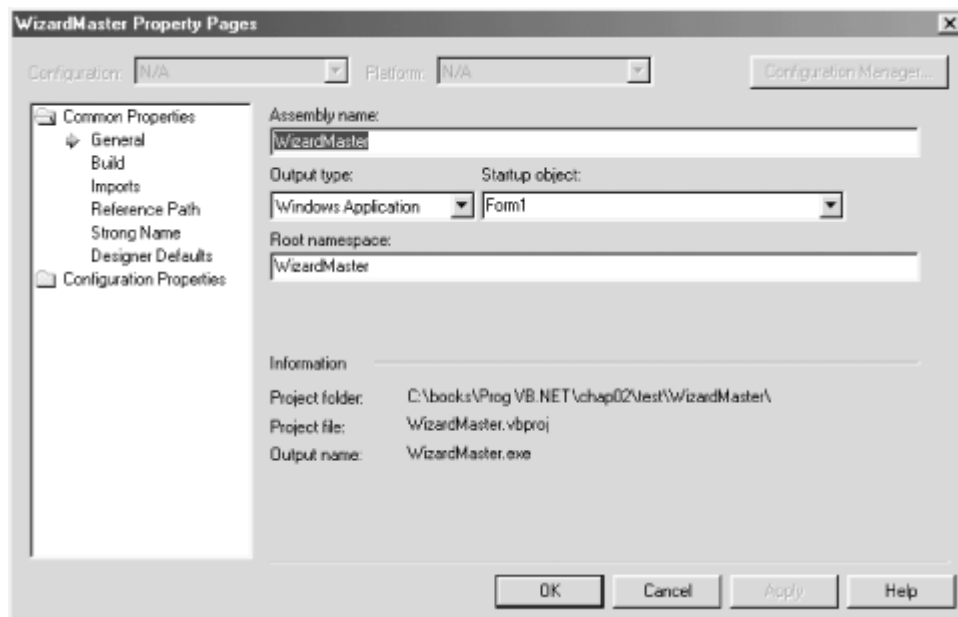 WizardMaster Property Pages
Configuration: N/A Platform: N/A Configuration Manager...
Common Properties
General
Build
Imports
Reference Path
Strong Name
Designer Defaults
Configuration Properties
Assembly name:
WizardMaster
Output type: Startup object:
Windows Application Form1
Root namespace:
WizardMaster
Information
Project folder: C:\books\Prog VB.NET\chap02\test\WizardMaster\
Project file: WizardMaster.vbproj
Output name: WizardMaster.exe
OK Cancel Apply Help